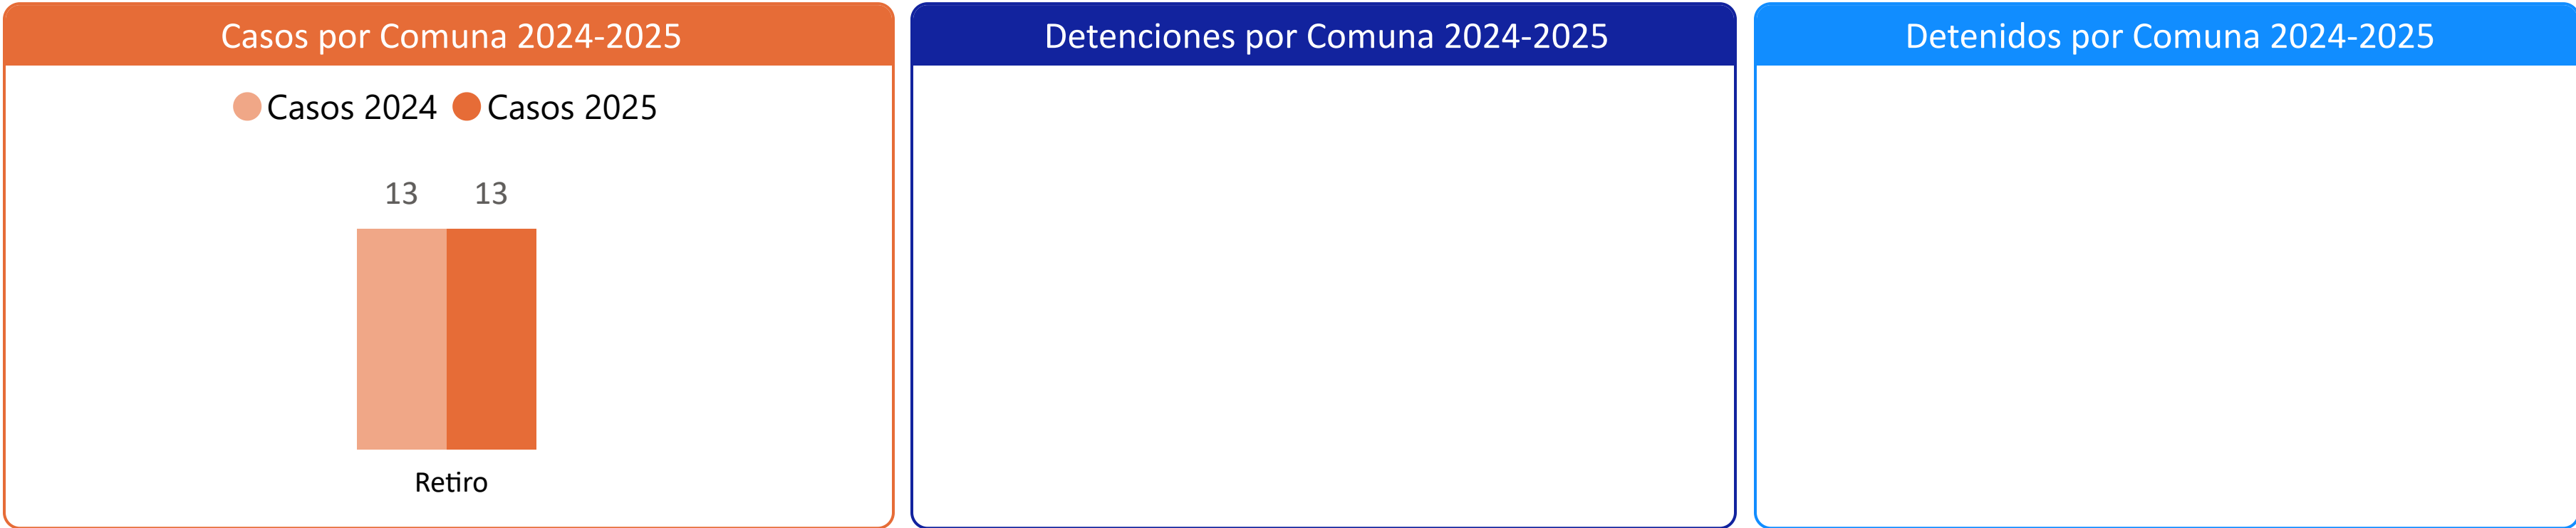 Casos por Comuna 2024-2025
Casos 2024 Casos 2025
13 13
Retiro
Detenciones por Comuna 2024-2025
Detenidos por Comuna 2024-2025